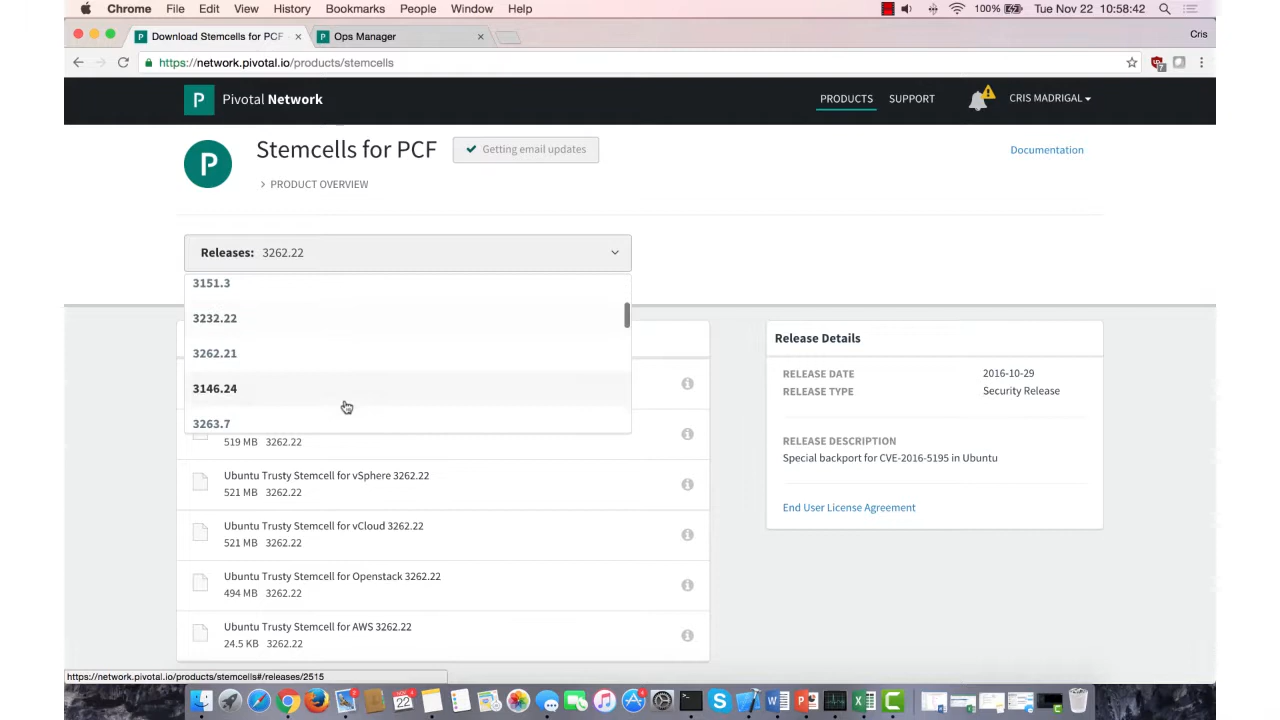 Chrome File Edit View History Bookmarks People Window Help 100% Tue Nov 22 10:58:42
Download Stemcells for PCF Ops Manager Cris
https://network.pivotal.io/products/stemcells
P Pivotal Network PRODUCTS SUPPORT CRIS MADRIGAL
P Stemcells for PCF Getting email updates Documentation
PRODUCT OVERVIEW
Releases: 3262.22
3151.3
3232.22
3262.21
3146.24
3263.7
519 MB 3262.22
Ubuntu Trusty Stemcell for vSphere 3262.22
521 MB 3262.22
Ubuntu Trusty Stemcell for vCloud 3262.22
521 MB 3262.22
Ubuntu Trusty Stemcell for Openstack 3262.22
494 MB 3262.22
Ubuntu Trusty Stemcell for AWS 3262.22
24.5 KB 3262.22
Release Details
RELEASE DATE 2016-10-29
RELEASE TYPE Security Release
RELEASE DESCRIPTION
Special backport for CVE-2016-5195 in Ubuntu
End User License Agreement
https://network.pivotal.io/products/stemcells#/releases/2515